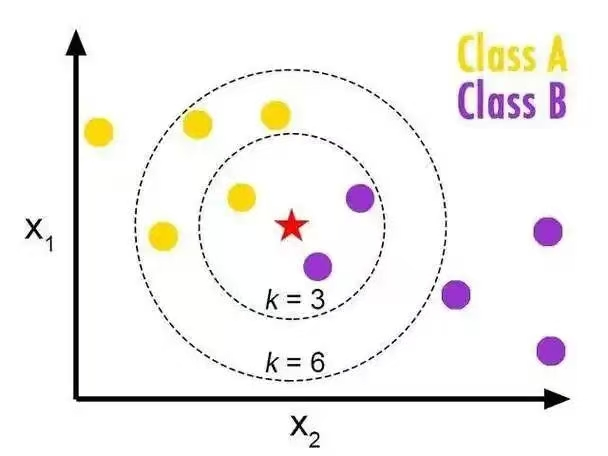 Class A
Class B
x₁
k = 3
k = 6
x₂